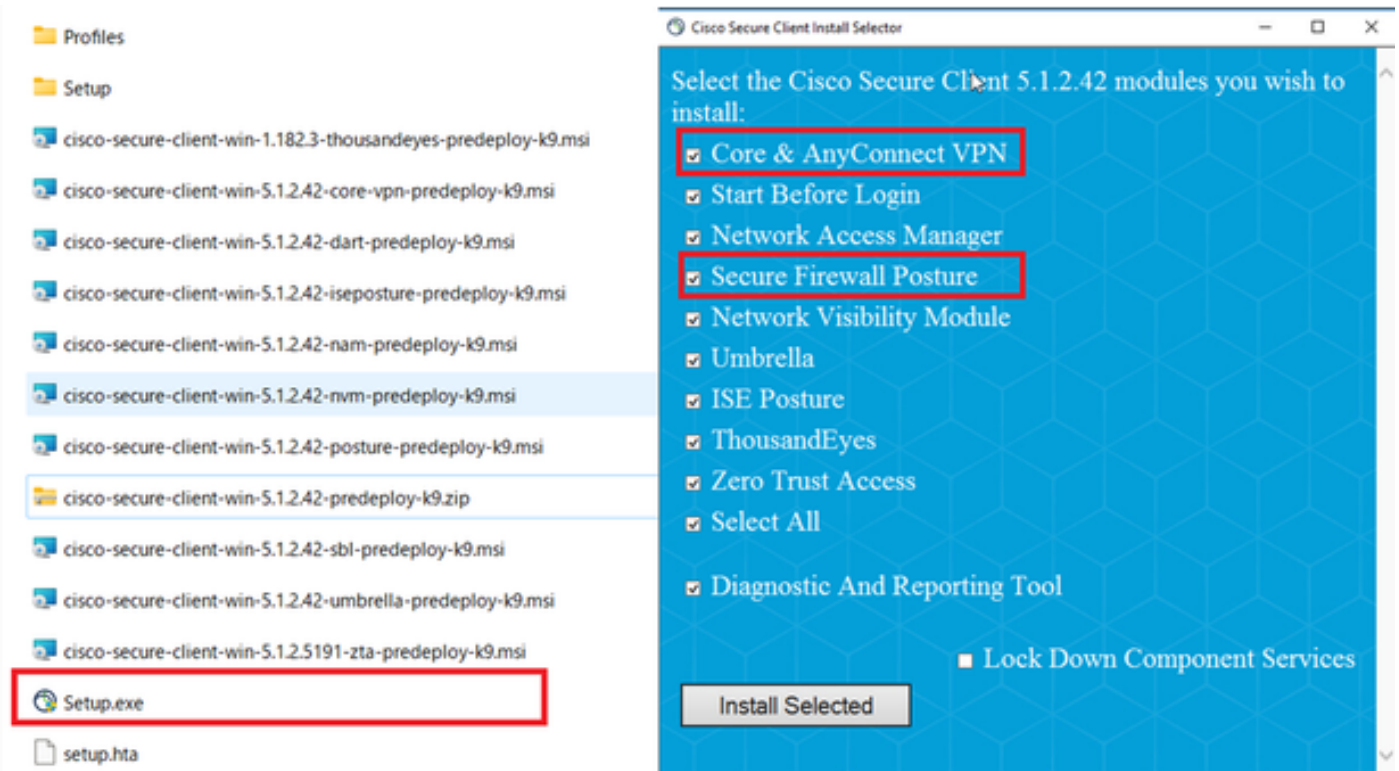 Profiles
Setup
cisco-secure-client-win-1.182.3-thousandeyes-predeploy-k9.msi
cisco-secure-client-win-5.1.2.42-core-vpn-predeploy-k9.msi
cisco-secure-client-win-5.1.2.42-dart-predeploy-k9.msi
cisco-secure-client-win-5.1.2.42-iseposture-predeploy-k9.msi
cisco-secure-client-win-5.1.2.42-nam-predeploy-k9.msi
cisco-secure-client-win-5.1.2.42-nvm-predeploy-k9.msi
cisco-secure-client-win-5.1.2.42-posture-predeploy-k9.msi
cisco-secure-client-win-5.1.2.42-predeploy-k9.zip
cisco-secure-client-win-5.1.2.42-sbl-predeploy-k9.msi
cisco-secure-client-win-5.1.2.42-umbrella-predeploy-k9.msi
cisco-secure-client-win-5.1.2.5191-zta-predeploy-k9.msi
Setup.exe
setup.hta
Cisco Secure Client Install Selector
Select the Cisco Secure Client 5.1.2.42 modules you wish to
install:
Core & AnyConnect VPN
Start Before Login
Network Access Manager
Secure Firewall Posture
Network Visibility Module
Umbrella
ISE Posture
ThousandEyes
Zero Trust Access
Select All
Diagnostic And Reporting Tool
Lock Down Component Services
Install Selected